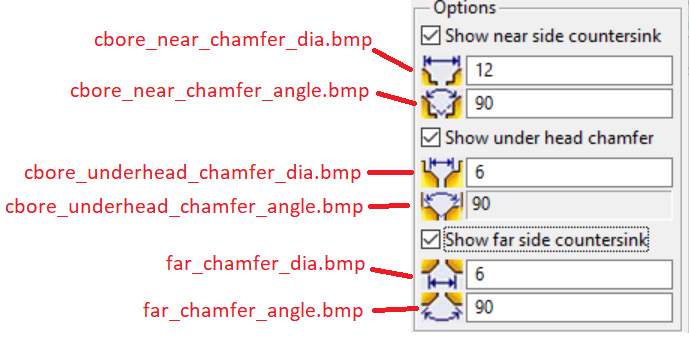 Options
cbore_near_chamfer_dia.bmp
Show near side countersink
12
cbore_near_chamfer_angle.bmp
90
Show under head chamfer
cbore_underhead_chamfer_dia.bmp
6
cbore_underhead_chamfer_angle.bmp
90
Show far side countersink
far_chamfer_dia.bmp
6
far_chamfer_angle.bmp
90